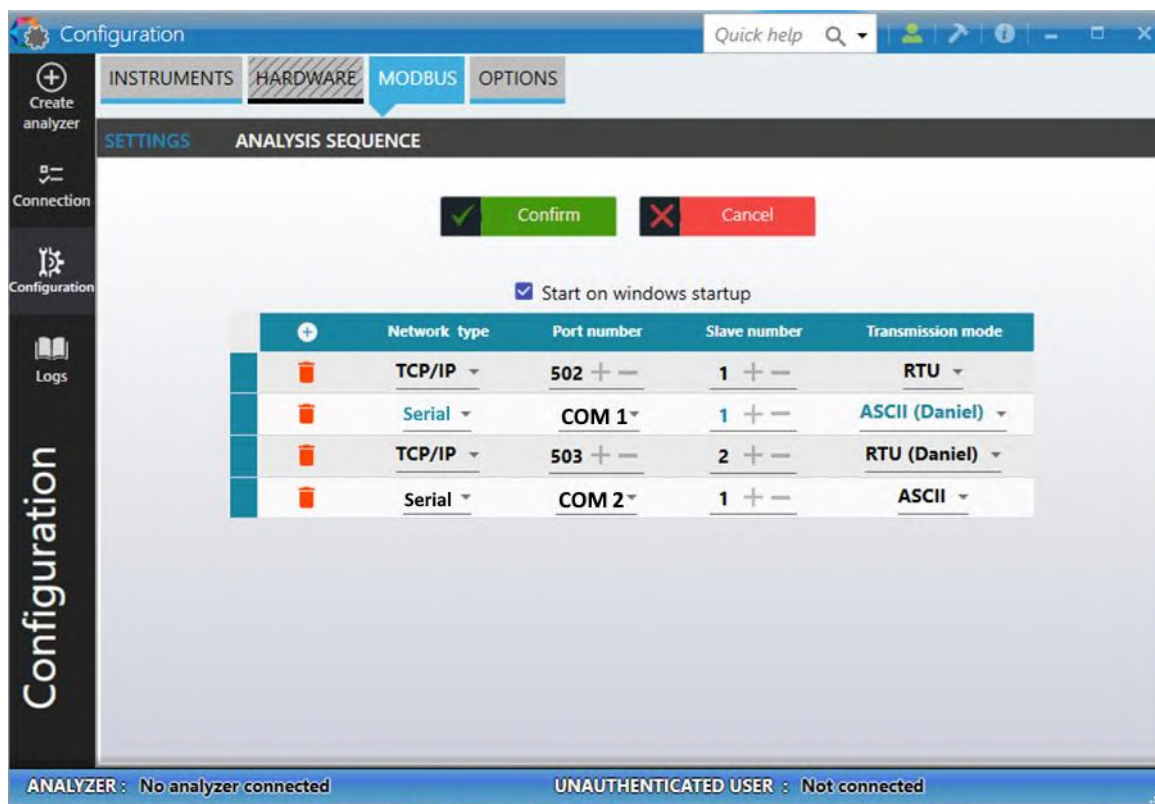 Configuration
Quick help
INSTRUMENTS HARDWARE MODBUS OPTIONS
Create
analyzer
SETTINGS ANALYSIS SEQUENCE
Connection
Confirm Cancel
Configuration
Start on windows startup
Network type Port number Slave number Transmission mode
Logs
TCP/IP 502 + − 1 + − RTU
Serial COM 1 1 + − ASCII (Daniel)
TCP/IP 503 + − 2 + − RTU (Daniel)
Serial COM 2 1 + − ASCII
Configuration
ANALYZER : No analyzer connected UNAUTHENTICATED USER : Not connected